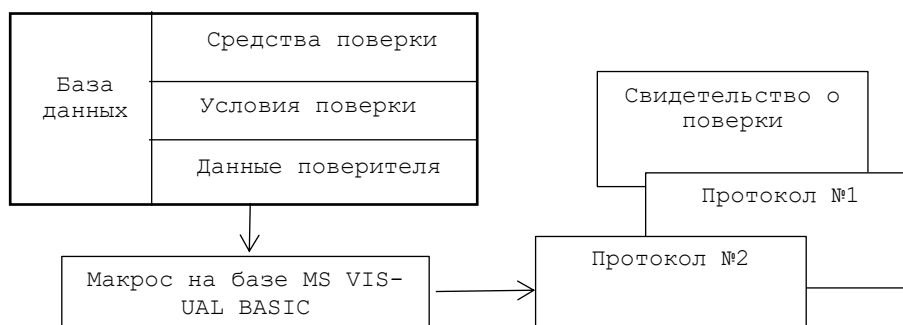 База
данных
Средства поверки
Условия поверки
Данные поверителя
Макрос на базе MS VIS-
UAL BASIC
Свидетельство о
поверки
Протокол №1
Протокол №2